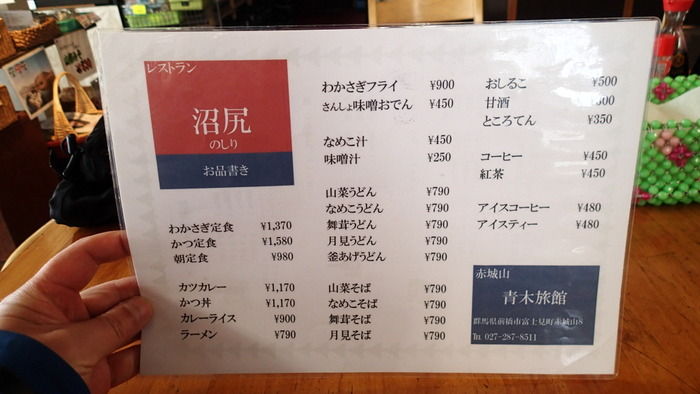 レストラン
沼尻
のしり
お品書き
わかさぎ定食 ¥1,370
かつ定食 ¥1,580
朝定食 ¥980
カツカレー ¥1,170
かつ丼 ¥1,170
カレーライス ¥900
ラーメン ¥790
わかさぎフライ ¥900
さんしょ味噌おでん ¥450
なめこ汁 ¥450
味噌汁 ¥250
山菜うどん ¥790
なめこうどん ¥790
舞茸うどん ¥790
月見うどん ¥790
釜あげうどん ¥790
山菜そば ¥790
なめこそば ¥790
舞茸そば ¥790
月見そば ¥790
おしるこ ¥500
甘酒
ところてん ¥350
コーヒー ¥450
紅茶 ¥450
アイスコーヒー ¥480
アイスティー ¥480
赤城山
青木旅館
群馬県前橋市富士見町赤城山8
℡ 027-287-8511